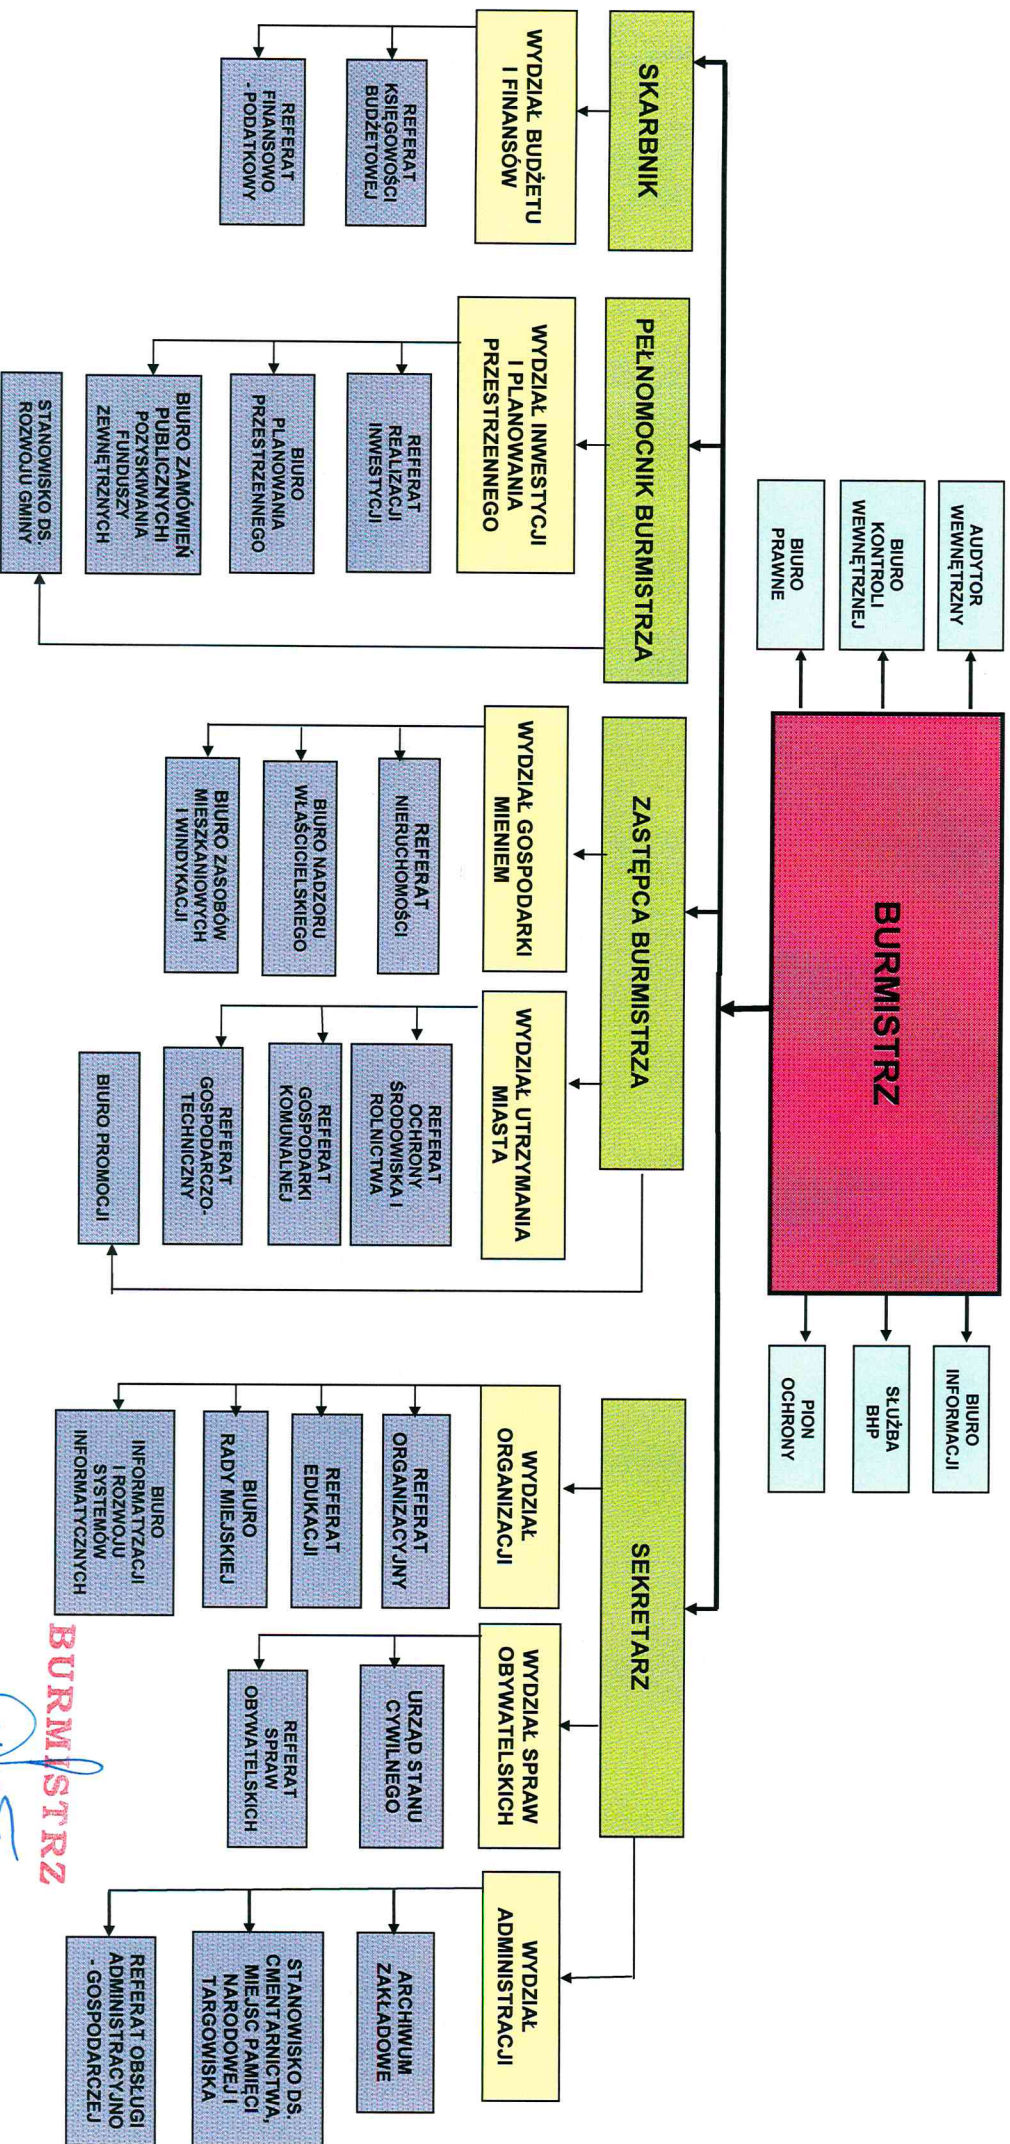 BURMISTRZ
AUDYTOR
WEWNĘTRZNY
BIURO
KONTROLI
WEWNĘTRZNEJ
BIURO
PRAWNE
BIURO
INFORMACJI
SŁUŻBA
BHP
PION
OCHRONY
SKARBNIK
PEŁNOMOCNIK BURMISTRZA
ZASTĘPCA BURMISTRZA
SEKRETARZ
WYDZIAŁ BUDŻETU
I FINANSÓW
REFERAT
KSIĘGOWOŚCI
BUDŻETOWEJ
REFERAT
FINANSOWO
- PODATKOWY
WYDZIAŁ INWESTYCJI
I PLANOWANIA
PRZESTRZENNEGO
REFERAT
REALIZACJI
INWESTYCJI
BIURO
PLANOWANIA
PRZESTRZENNEGO
BIURO ZAMÓWIEŃ
PUBLICZNYCH I
POZYSKIWANIA
FUNDUSZY
ZEWNĘTRZNYCH
STANOWISKO DS.
ROZWOJU GMINY
WYDZIAŁ GOSPODARKI
MIENIEM
REFERAT
NIERUCHOMOŚCI
BIURO NADZORU
WŁAŚCICIELSKIEGO
BIURO ZASOBÓW
MIESZKANIOWYCH
I WINDYKACJI
WYDZIAŁ UTRZYMANIA
MIASTA
REFERAT
OCHRONY
ŚRODOWISKA I
ROLNICTWA
REFERAT
GOSPODARKI
KOMUNALNEJ
REFERAT
GOSPODARCZO-
TECHNICZNY
BIURO PROMOCJI
WYDZIAŁ
ORGANIZACJI
REFERAT
ORGANIZACYJNY
REFERAT
EDUKACJI
BIURO
RADY MIEJSKIEJ
BIURO
INFORMATYZACJI
I ROZWOJU
SYSTEMÓW
INFORMATYCZNYCH
WYDZIAŁ SPRAW
OBYWATELSKICH
URZĄD STANU
CYWILNEGO
REFERAT
SPRAW
OBYWATELSKICH
WYDZIAŁ
ADMINISTRACJI
ARCHIWUM
ZAKŁADOWE
STANOWISKO DS.
CMENTARNICTWA,
MIEJSC PAMIĘCI
NARODOWEJ I
TARGOWISKA
REFERAT OBSŁUGI
ADMINISTRACYJNO
- GOSPODARCZEJ
BURMISTRZ